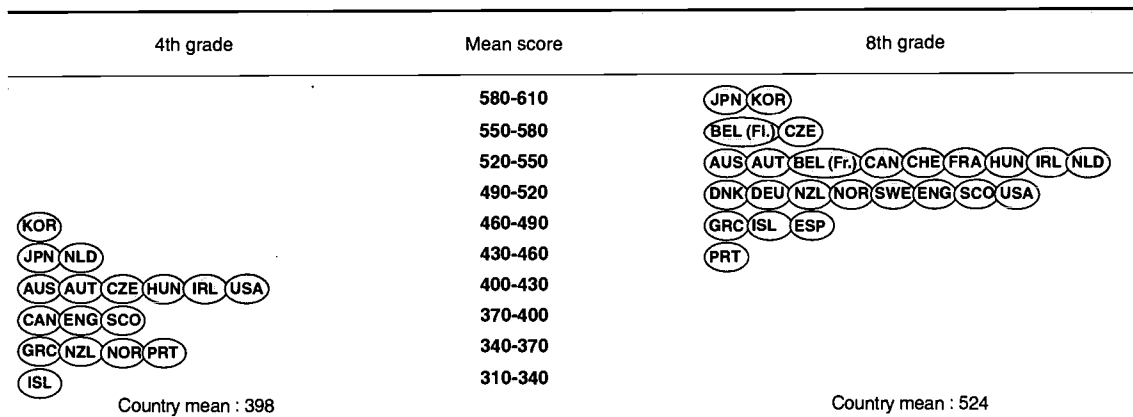 4th grade Mean score 8th grade
580-610 JPN KOR
550-580 BEL (Fl.) CZE
520-550 AUS AUT BEL (Fr.) CAN CHE FRA HUN IRL NLD
490-520 DNK DEU NZL NOR SWE ENG SCO USA
KOR 460-490 GRC ISL ESP
JPN NLD 430-460 PRT
AUS AUT CZE HUN IRL USA 400-430
CAN ENG SCO 370-400
GRC NZL NOR PRT 340-370
ISL 310-340
Country mean : 398 Country mean : 524